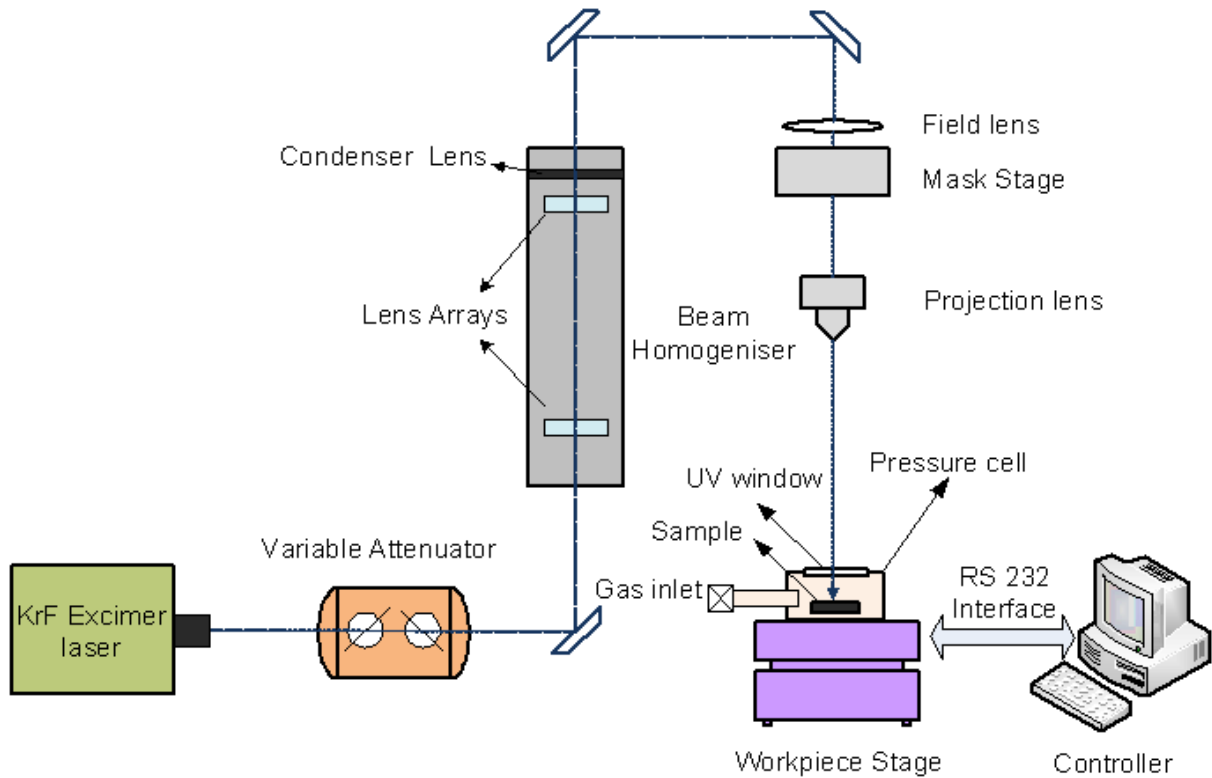 Field lens
Condenser Lens
Mask Stage
Projection lens
Lens Arrays
Beam
Homogeniser
Pressure cell
UV window
Sample
Variable Attenuator
Gas inlet
RS 232
Interface
KrF Excimer
laser
Workpiece Stage
Controller